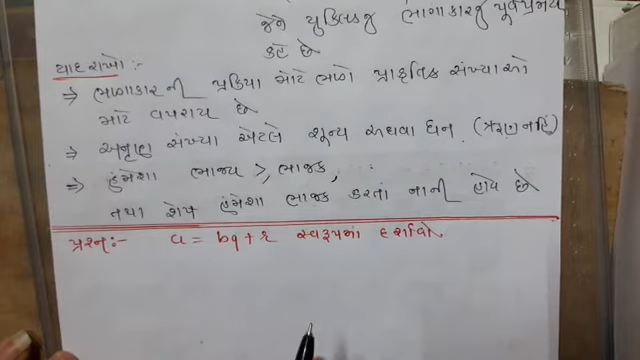 જેને યુક્લિડનું ભાગાકારનું પૂર્વપ્રમેય
કહે છે
યાદ રાખો :-
⇒ ભાગાકારની પ્રક્રિયા માટે ભળો પ્રાકૃતિક સંખ્યાઓ
માટે વપરાય છે
⇒ અનૃણ સંખ્યા એટલે શૂન્ય અથવા ધન (ઋણ નહિં)
⇒ હંમેશા ભાજ્ય ≥, ભાજક,
તથા શેષ હંમેશા ભાજક કરતાં નાની હોય છે
પ્રશ્ન:- a = bq + r સ્વરૂપમાં દર્શાવો